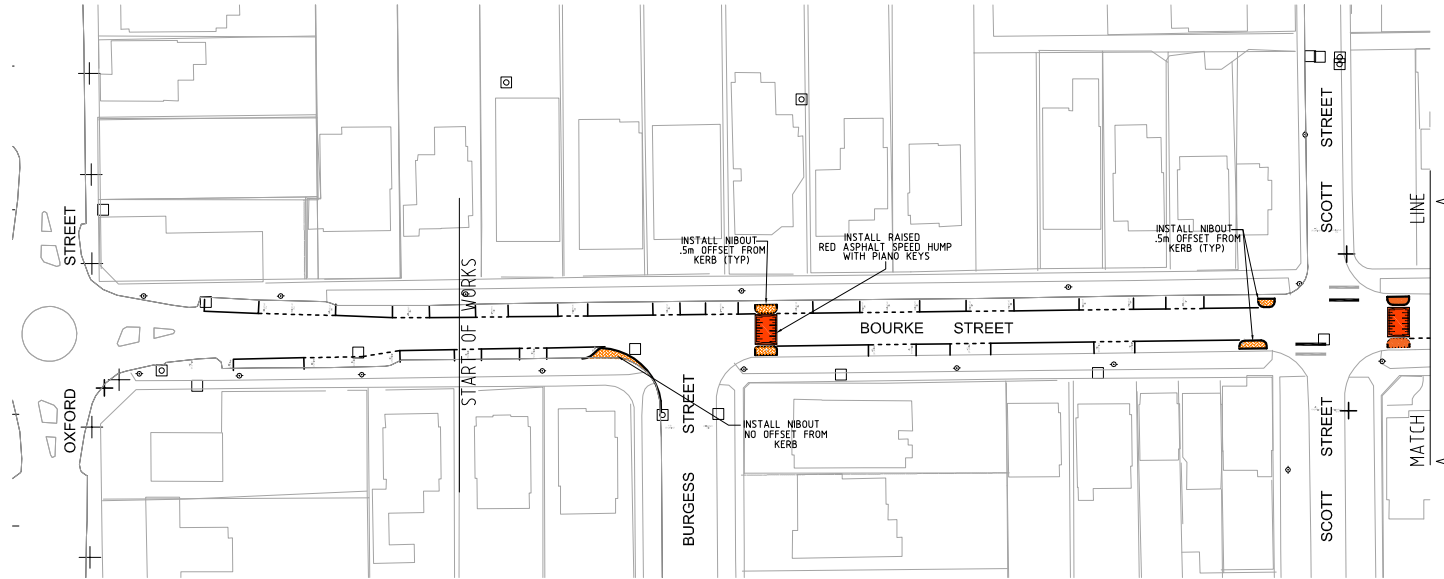 STREET
OXFORD
START OF WORKS
INSTALL NIBOUT
.5m OFFSET FROM
KERB (TYP)
INSTALL RAISED
RED ASPHALT SPEED HUMP
WITH PIANO KEYS
INSTALL NIBOUT
.5m OFFSET FROM
KERB (TYP)
BOURKE STREET
INSTALL NIBOUT
NO OFFSET FROM
KERB
BURGESS STREET
SCOTT STREET
SCOTT STREET
MATCH LINE